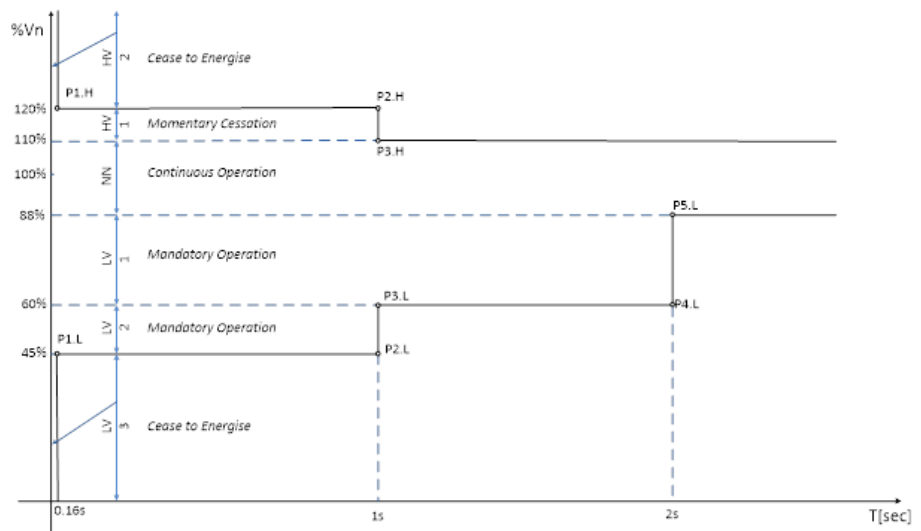 %Vn
HV
2
Cease to Energise
P1.H
P2.H
120%
HV
1
Momentary Cessation
110%
P3.H
100%
NN
Continuous Operation
88%
P5.L
LV
1
Mandatory Operation
60%
P3.L
P4.L
LV
2
Mandatory Operation
P1.L
45%
P2.L
LV
3
Cease to Energise
0.16s
1s
2s
T[sec]